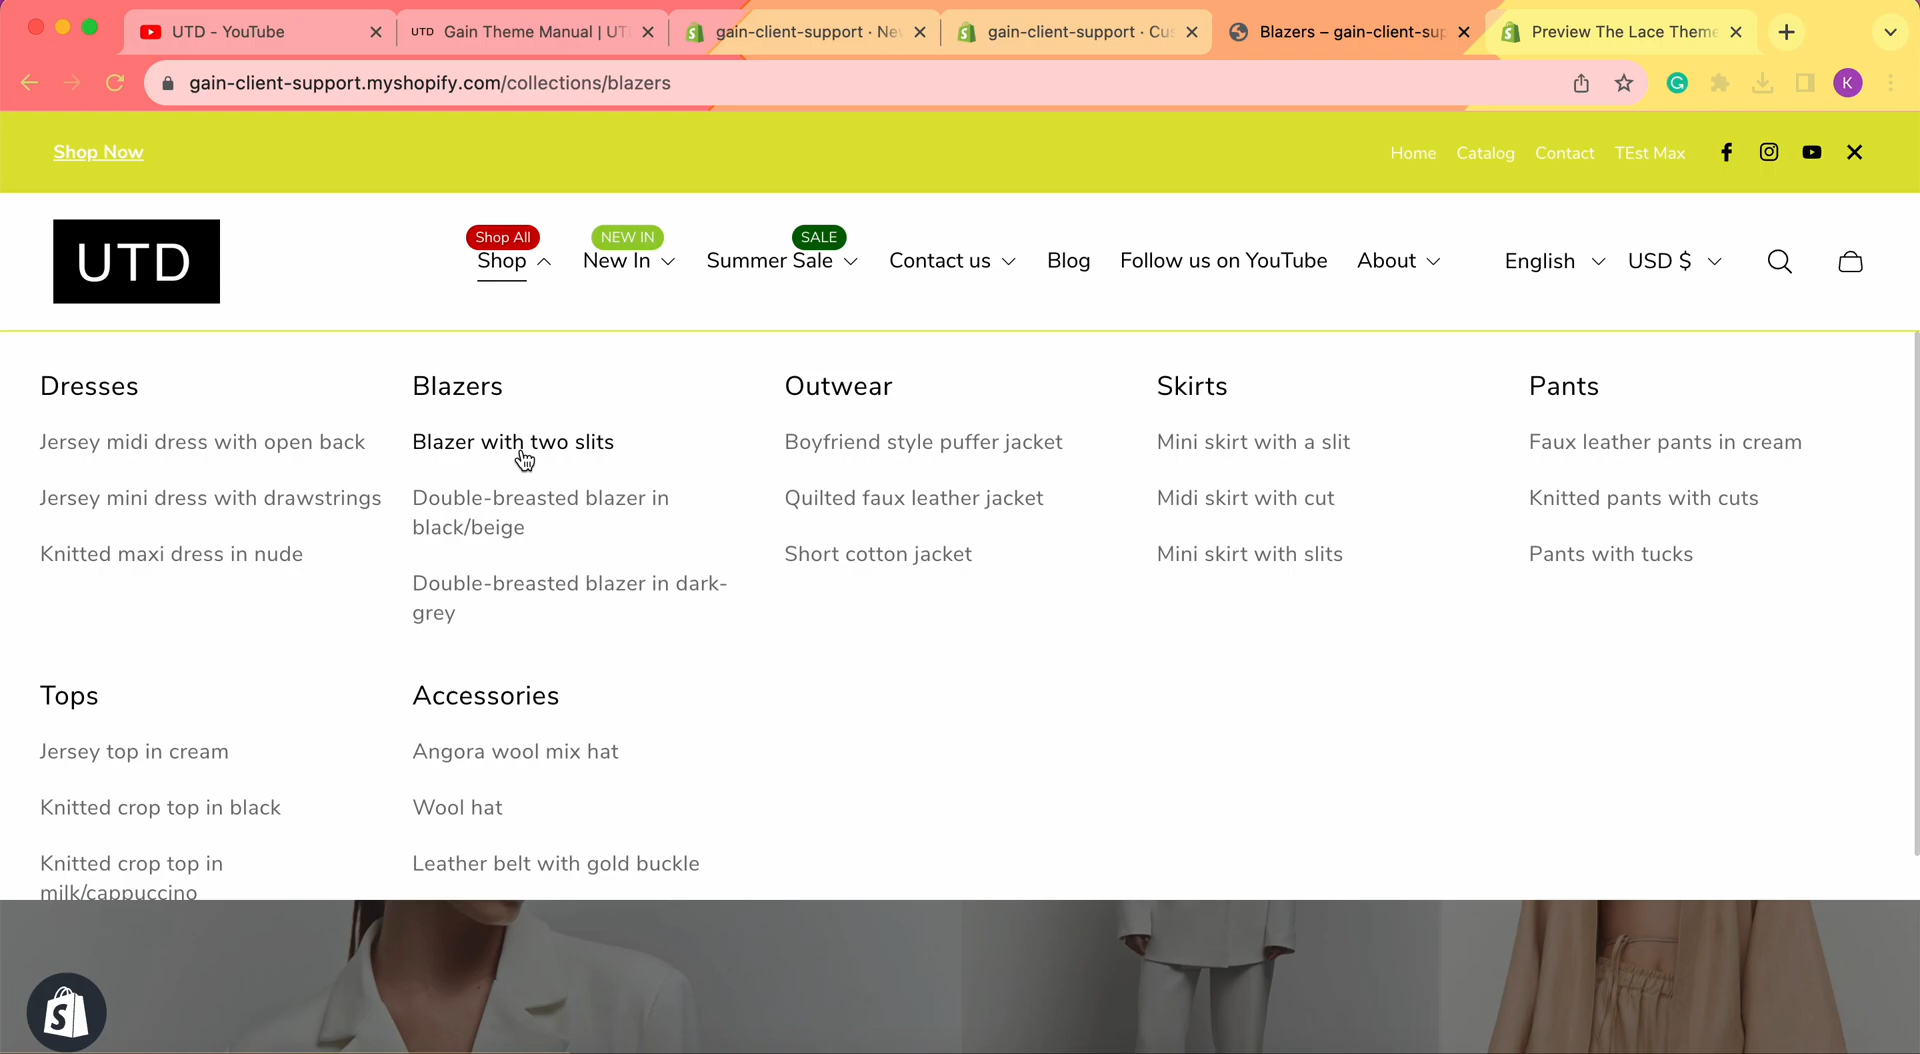 UTD - YouTube
UTD Gain Theme Manual | UT
gain-client-support · Ne
gain-client-support · Cu
Blazers – gain-client-sup
Preview The Lace Theme
gain-client-support.myshopify.com/collections/blazers
K
Shop Now
Home Catalog Contact TEst Max
UTD
Shop All
NEW IN
SALE
Shop
New In
Summer Sale
Contact us
Blog
Follow us on YouTube
About
English
USD $
Dresses
Jersey midi dress with open back
Jersey mini dress with drawstrings
Knitted maxi dress in nude
Blazers
Blazer with two slits
Double-breasted blazer in
black/beige
Double-breasted blazer in dark-
grey
Outwear
Boyfriend style puffer jacket
Quilted faux leather jacket
Short cotton jacket
Skirts
Mini skirt with a slit
Midi skirt with cut
Mini skirt with slits
Pants
Faux leather pants in cream
Knitted pants with cuts
Pants with tucks
Tops
Jersey top in cream
Knitted crop top in black
Knitted crop top in
milk/cappuccino
Accessories
Angora wool mix hat
Wool hat
Leather belt with gold buckle